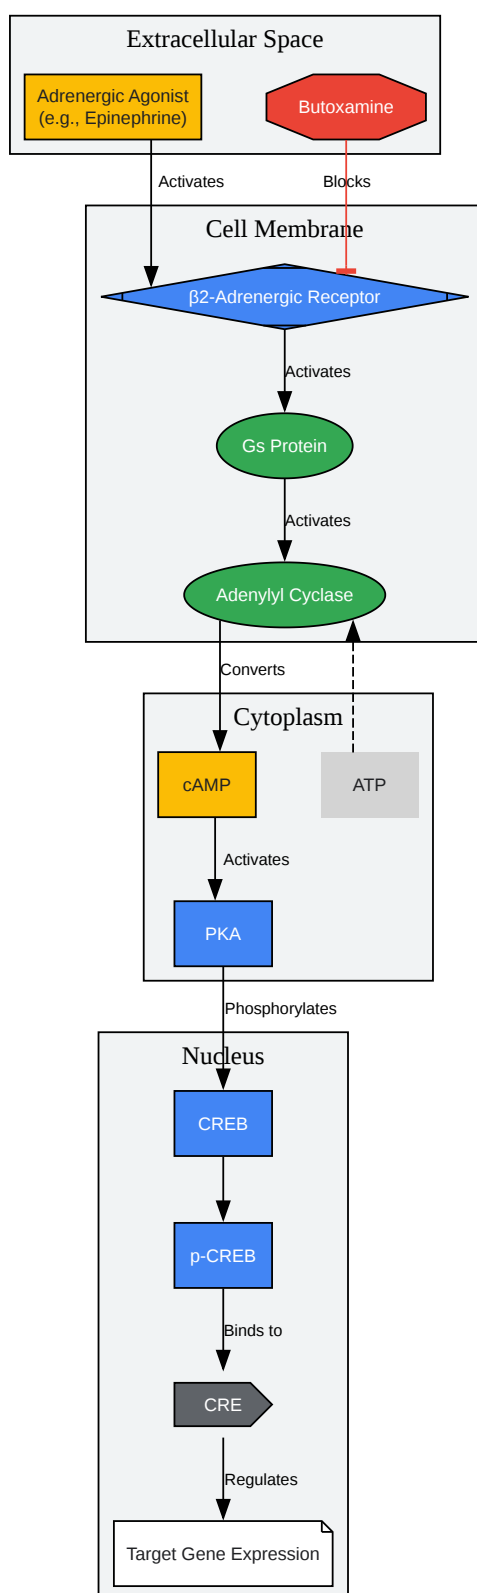 Extracellular Space
Adrenergic Agonist
(e.g., Epinephrine)
Butoxamine
Activates
Blocks
Cell Membrane
β2-Adrenergic Receptor
Activates
Gs Protein
Activates
Adenylyl Cyclase
Converts
Cytoplasm
cAMP
ATP
Activates
PKA
Phosphorylates
Nucleus
CREB
p-CREB
Binds to
CRE
Regulates
Target Gene Expression